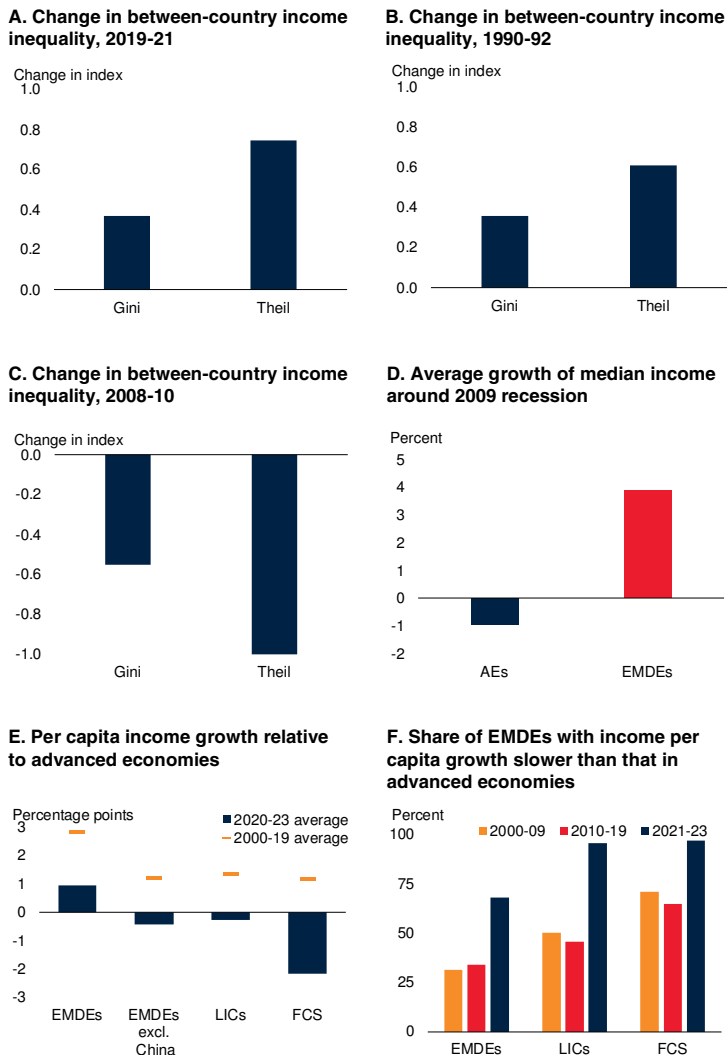 A. Change in between-country income
inequality, 2019-21
Change in index
1.0
0.8
0.6
0.4
0.2
0.0
Gini Theil
B. Change in between-country income
inequality, 1990-92
Change in index
1.0
0.8
0.6
0.4
0.2
0.0
Gini Theil
C. Change in between-country income
inequality, 2008-10
Change in index
0.0
-0.2
-0.4
-0.6
-0.8
-1.0
Gini Theil
D. Average growth of median income
around 2009 recession
Percent
5
4
3
2
1
0
-1
-2
AEs EMDEs
E. Per capita income growth relative
to advanced economies
Percentage points
2020-23 average
2000-19 average
3
2
1
0
-1
-2
-3
EMDEs EMDEs LICs FCS
excl.
China
F. Share of EMDEs with income per
capita growth slower than that in
advanced economies
Percent
2000-09 2010-19 2021-23
100
75
50
25
0
EMDEs LICs FCS